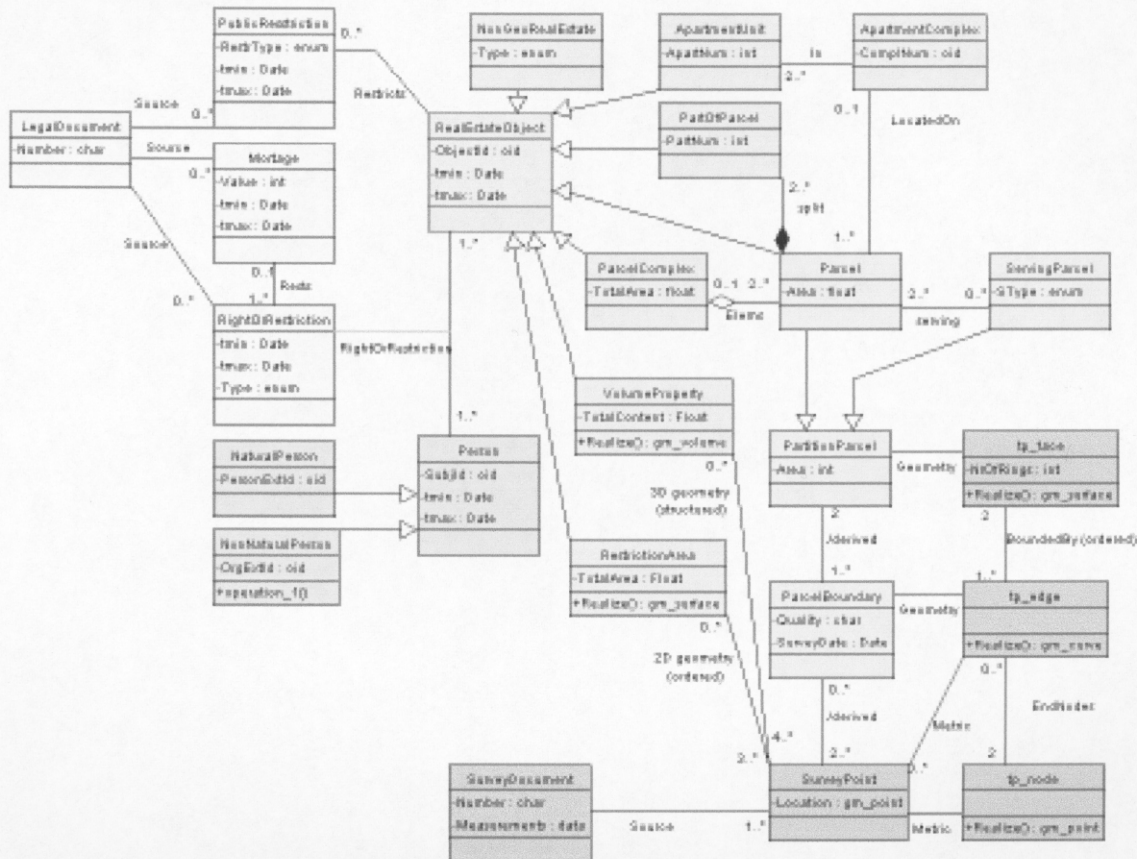 PublicRestriction
-RestrType : enum
-tmin : Date
-tmax : Date
0..*
Restricts
NonGeoRealEstate
-Type : enum
ApartmentUnit
-ApartNum : int
In
2..*
ApartmentComplex
-ComplNum : oid
0..1
LocatedOn
Source
0..*
LegalDocument
-Number : char
Source
0..*
Mortage
-Value : int
-tmin : Date
-tmax : Date
RealEstateObject
-ObjectId : oid
-tmin : Date
-tmax : Date
PartOfParcel
-PartNum : int
2..*
split
Source
0..*
0..1
Rests
1..*
1..*
1..*
ParcelComplex
-TotalArea : float
0..1
2..*
Elems
Parcel
-Area : float
2..*
0..*
serving
ServingParcel
-SType : enum
RightOrRestriction
-tmin : Date
-tmax : Date
-Type : enum
RightOrRestriction
1..*
VolumeProperty
-TotalContent : Float
+Realize() : gm_volume
0..*
3D geometry
(structured)
PartitionParcel
-Area : int
Geometry
tp_face
-NrOfRings : int
+Realize() : gm_surface
NaturalPerson
-PersonExtId : oid
Person
-SubjId : oid
-tmin : Date
-tmax : Date
NonNaturalPerson
-OrgExtId : oid
+operation_1()
2
/derived
1..*
2
BoundedBy (ordered)
1..*
RestrictionArea
-TotalArea : Float
+Realize() : gm_surface
0..*
2D geometry
(ordered)
ParcelBoundary
-Quality : char
-SurveyDate : Date
Geometry
tp_edge
+Realize() : gm_curve
0..*
/derived
2..*
Metric
0..*
0..*
EndNodes
2
4..*
3..*
SurveyDocument
-Number : char
-Measurements : data
Source
1..*
SurveyPoint
-Location : gm_point
Metric
tp_node
+Realize() : gm_point